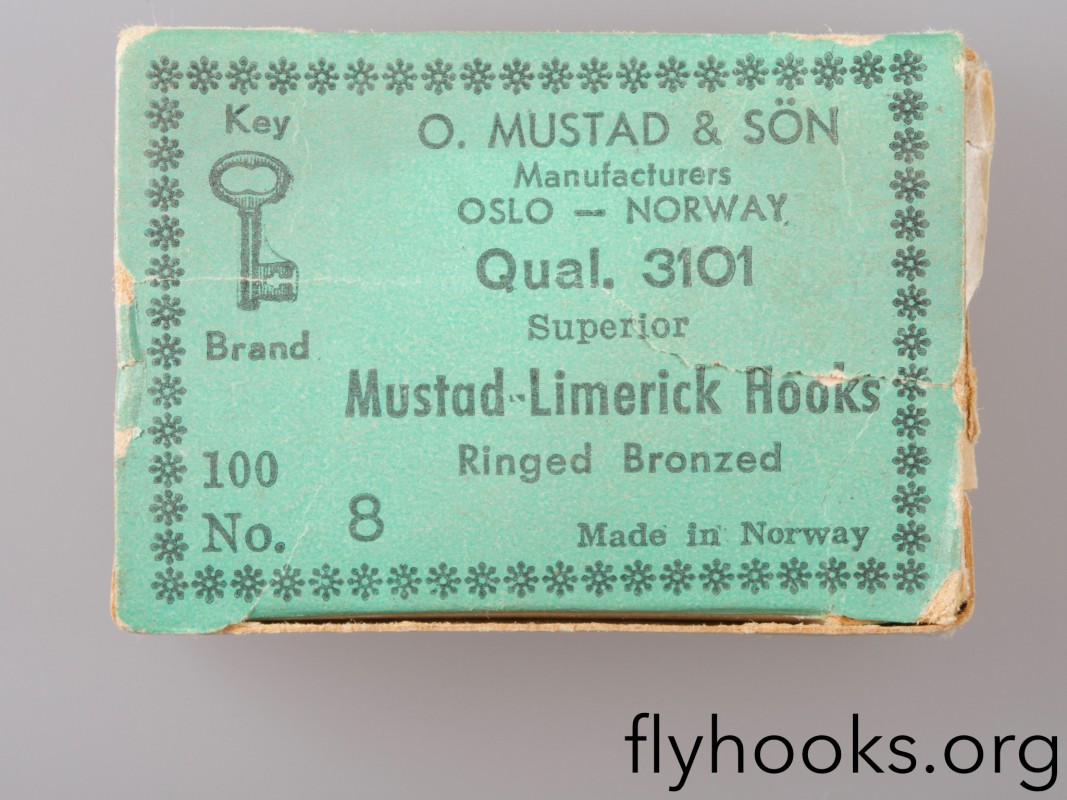 Key
Brand
O. MUSTAD & SÖN
Manufacturers
OSLO — NORWAY.
Qual. 3101
Superior
Mustad-Limerick Hooks
Ringed Bronzed
100
No. 8
Made in Norway
flyhooks.org